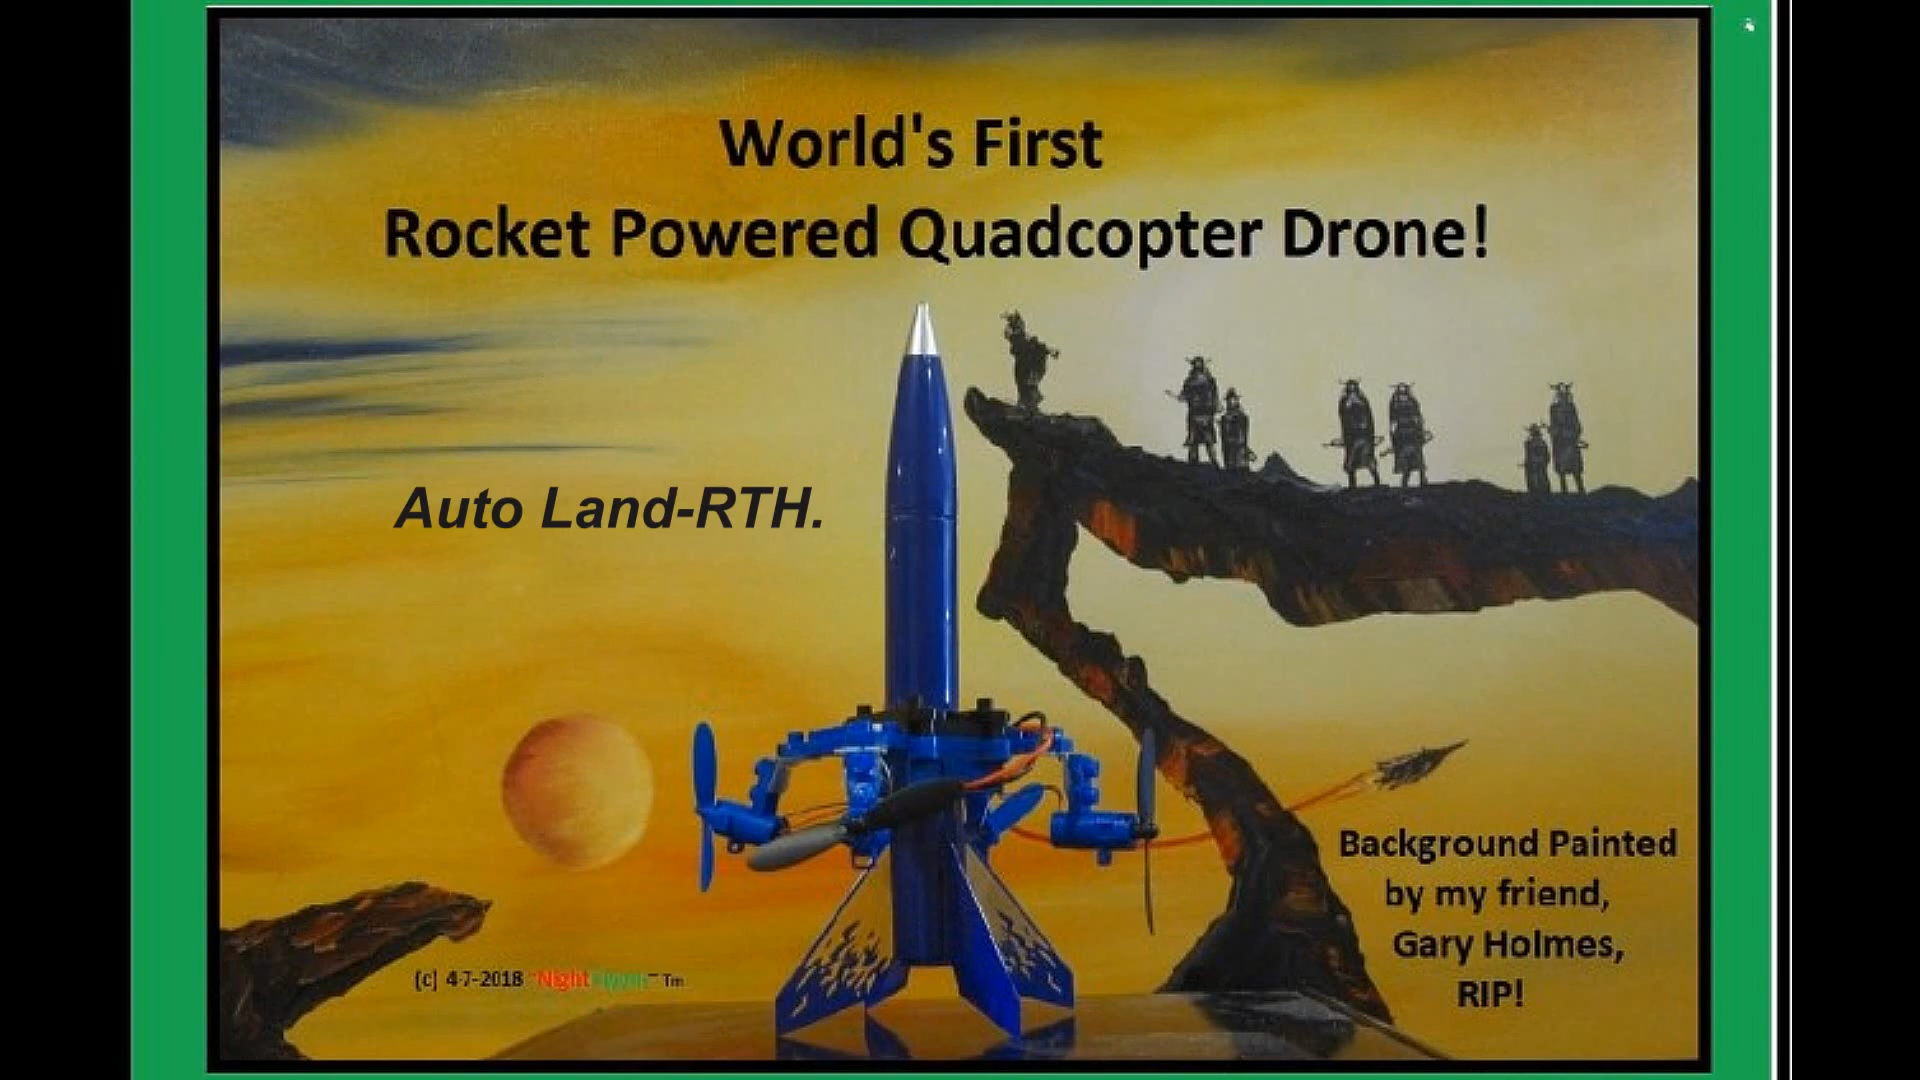 World's First
Rocket Powered Quadcopter Drone!
Auto Land-RTH.
Background Painted
by my friend,
Gary Holmes,
RIP!
(c) 4-7-2018 "Night